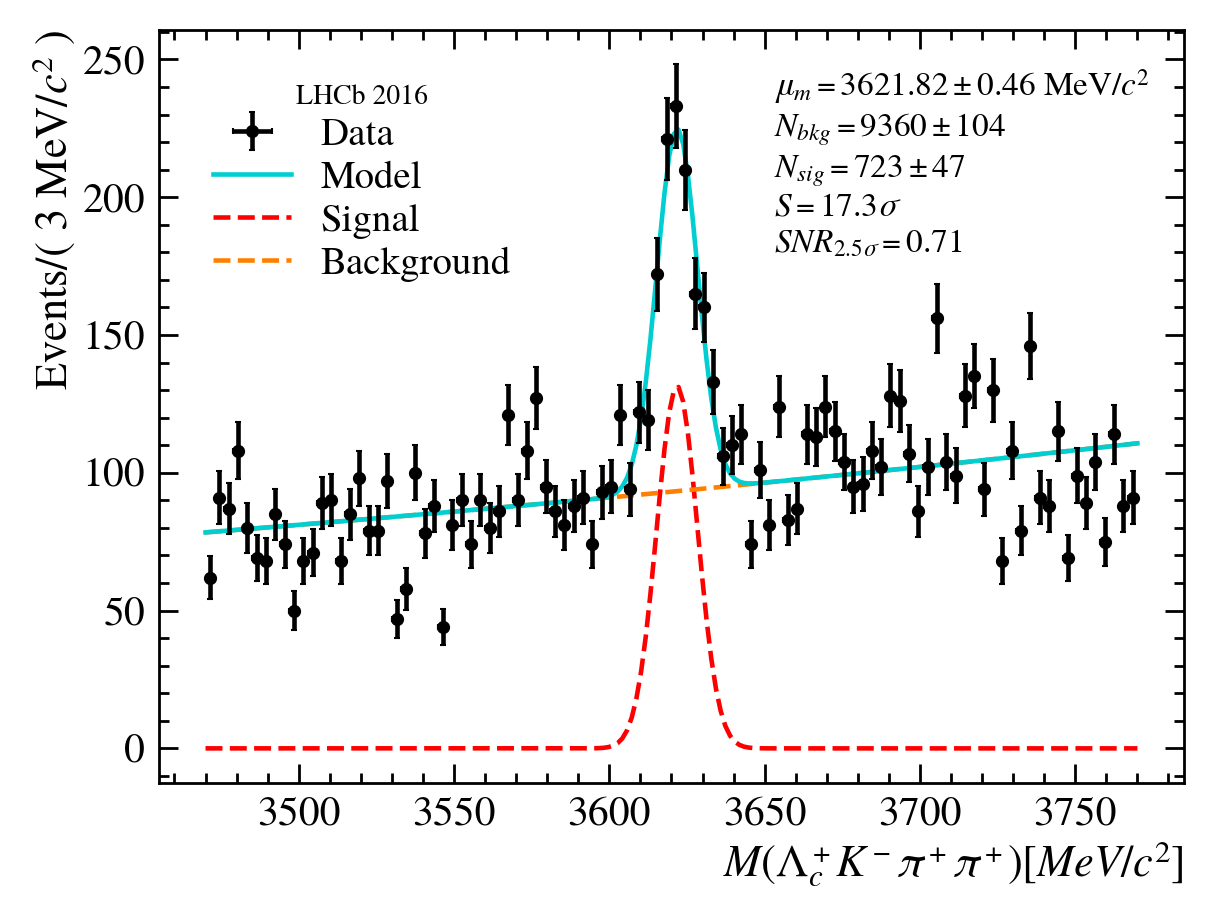 Events/( 3 MeV/c² )
250
200
150
100
50
0
LHCb 2016
Data
Model
Signal
Background
μ_m = 3621.82 ± 0.46 MeV/c²
N_bkg = 9360 ± 104
N_sig = 723 ± 47
S = 17.3σ
SNR_2.5σ = 0.71
3500 3550 3600 3650 3700 3750
M(Λ_c⁺K⁻π⁺π⁺)[MeV/c²]